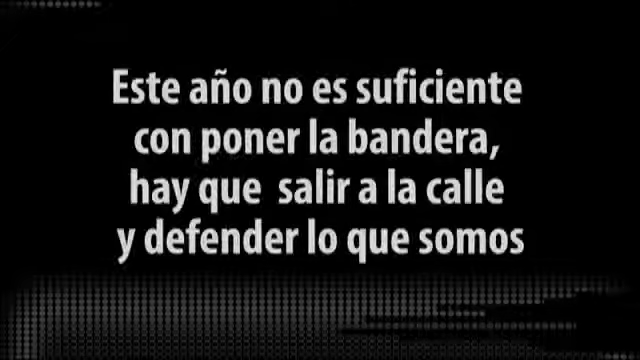 Este año no es suficiente
con poner la bandera,
hay que salir a la calle
y defender lo que somos